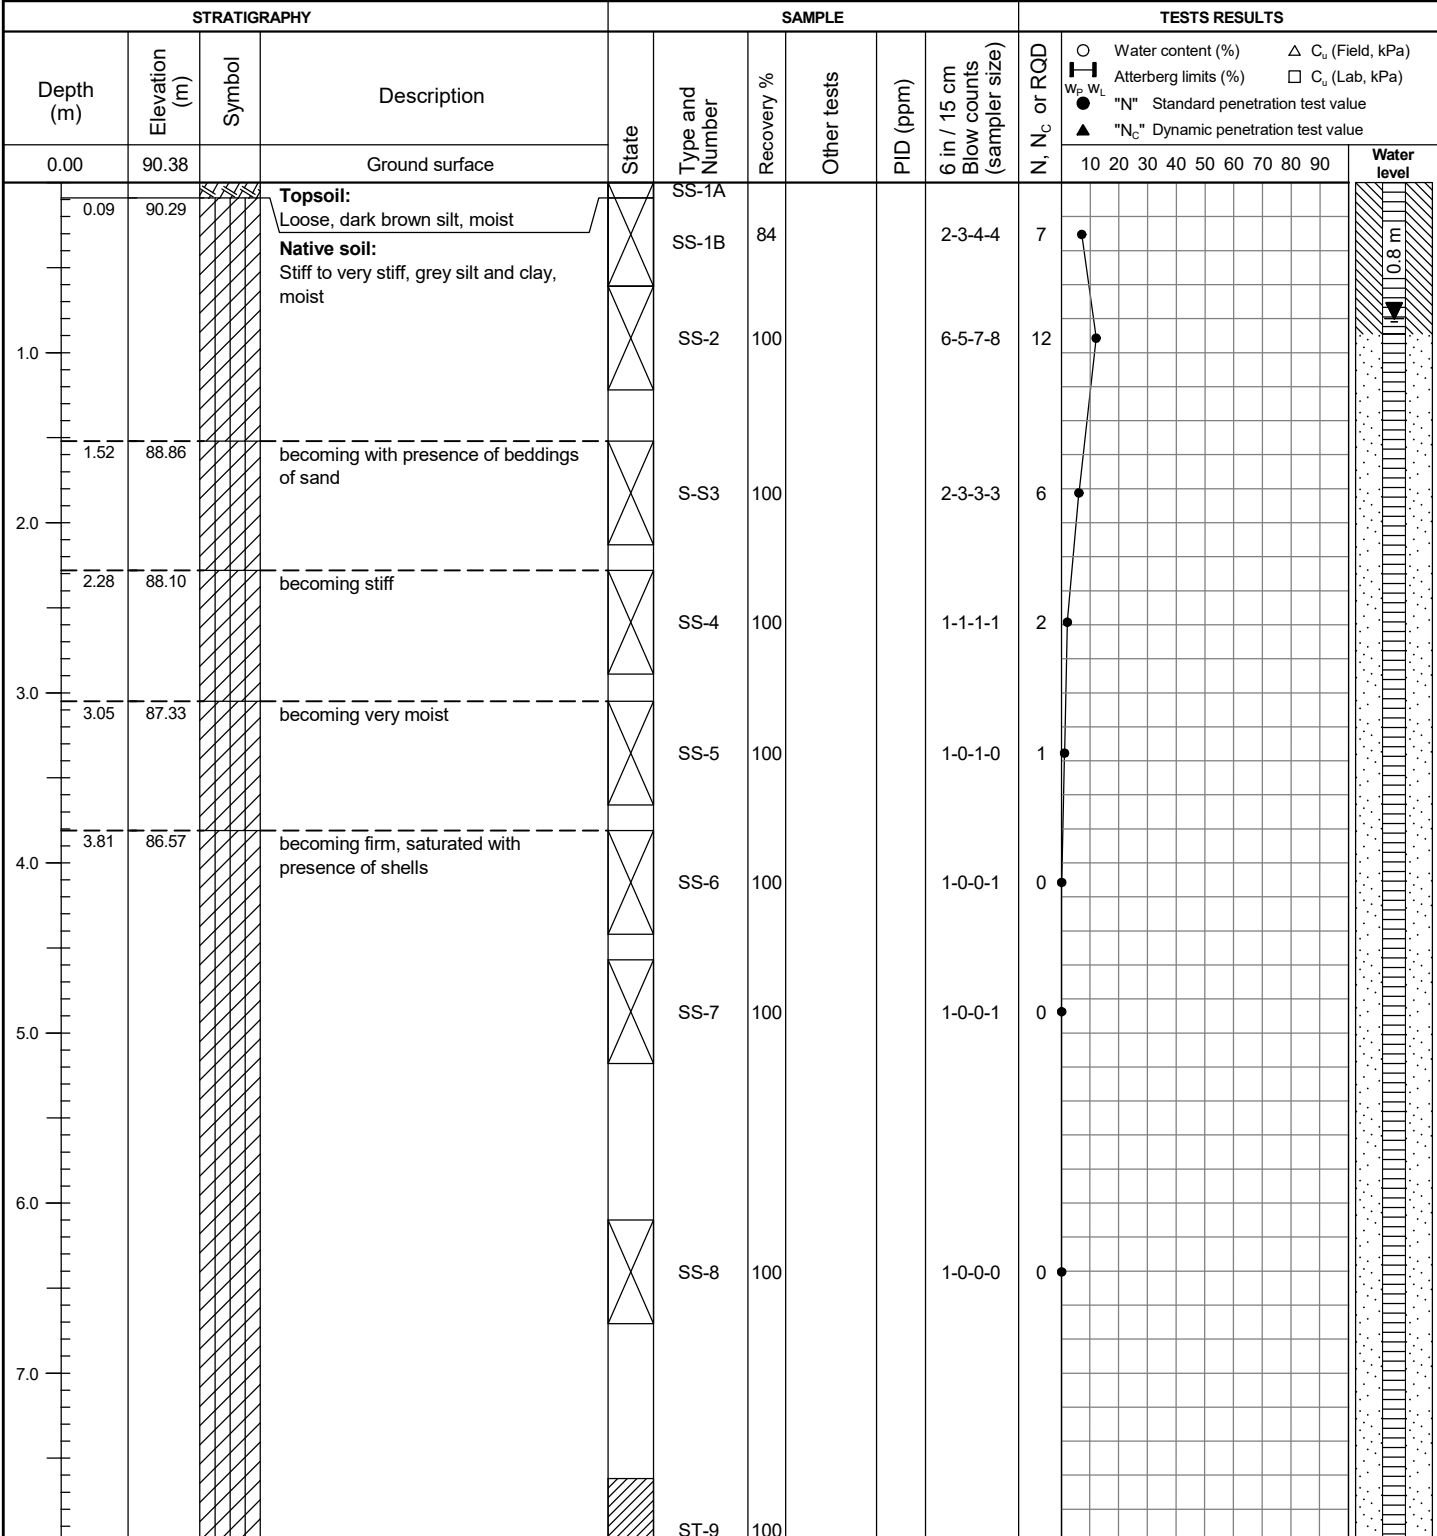 STRATIGRAPHY
SAMPLE
TESTS RESULTS
Depth
(m)
Elevation
(m)
Symbol
Description
State
Type and
Number
Recovery %
Other tests
PID (ppm)
6 in / 15 cm
Blow counts
(sampler size)
N, NC or RQD
Water content (%)
Cu (Field, kPa)
Atterberg limits (%)
Cu (Lab, kPa)
WP WL
"N" Standard penetration test value
"NC" Dynamic penetration test value
0.00 90.38 Ground surface
10 20 30 40 50 60 70 80 90
Water
level
0.09 90.29
Topsoil:
Loose, dark brown silt, moist
Native soil:
Stiff to very stiff, grey silt and clay,
moist
SS-1A
SS-1B 84 2-3-4-4 7
0.8 m
SS-2 100 6-5-7-8 12
1.0
1.52 88.86 becoming with presence of beddings
of sand
S-S3 100 2-3-3-3 6
2.0
2.28 88.10 becoming stiff
SS-4 100 1-1-1-1 2
3.0
3.05 87.33 becoming very moist
SS-5 100 1-0-1-0 1
3.81 86.57 becoming firm, saturated with
presence of shells
4.0
SS-6 100 1-0-0-1 0
SS-7 100 1-0-0-1 0
5.0
6.0
SS-8 100 1-0-0-0 0
7.0
ST-9 100